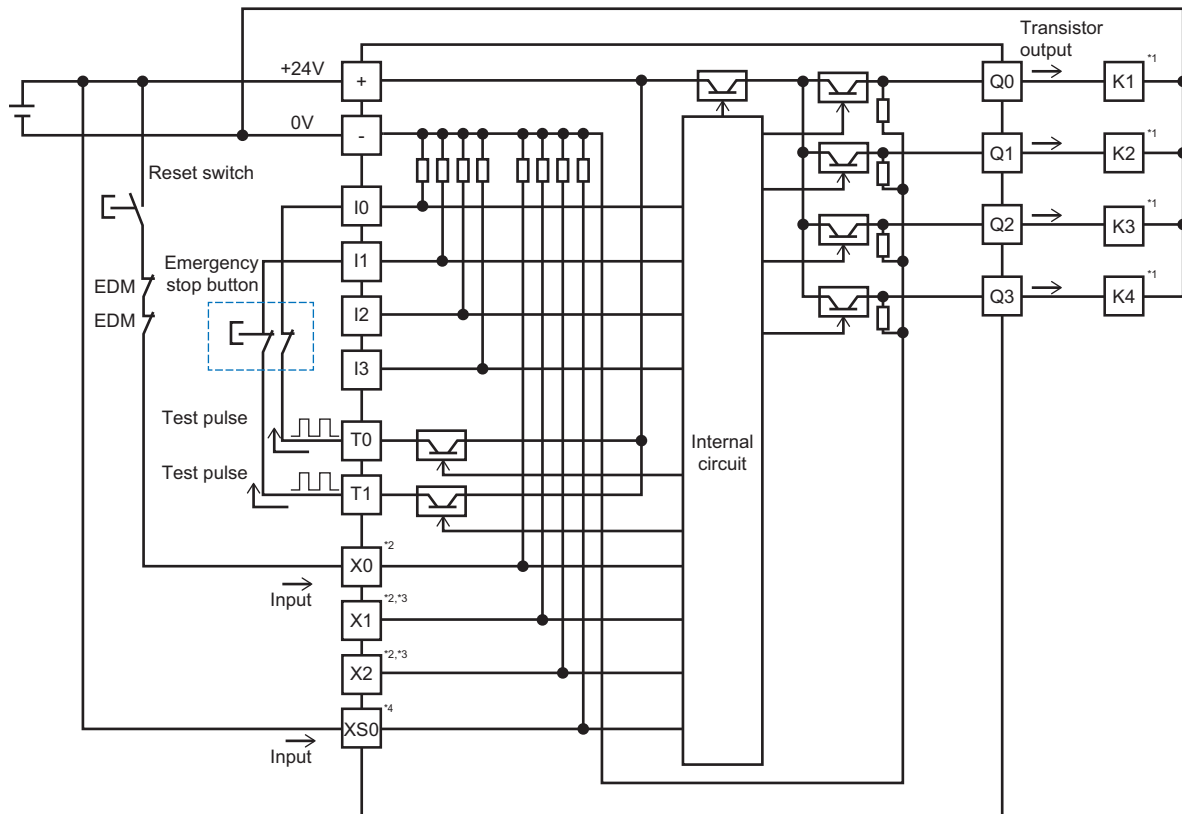 Transistor
output
+24V
+
Q0
K1
*1
0V
-
Q1
K2
*1
Reset switch
I0
Q2
K3
*1
Emergency
stop button
I1
EDM
Q3
K4
*1
EDM
I2
I3
Test pulse
T0
Internal
circuit
Test pulse
T1
X0
*2
Input
X1
*2,*3
X2
*2,*3
XS0
*4
Input